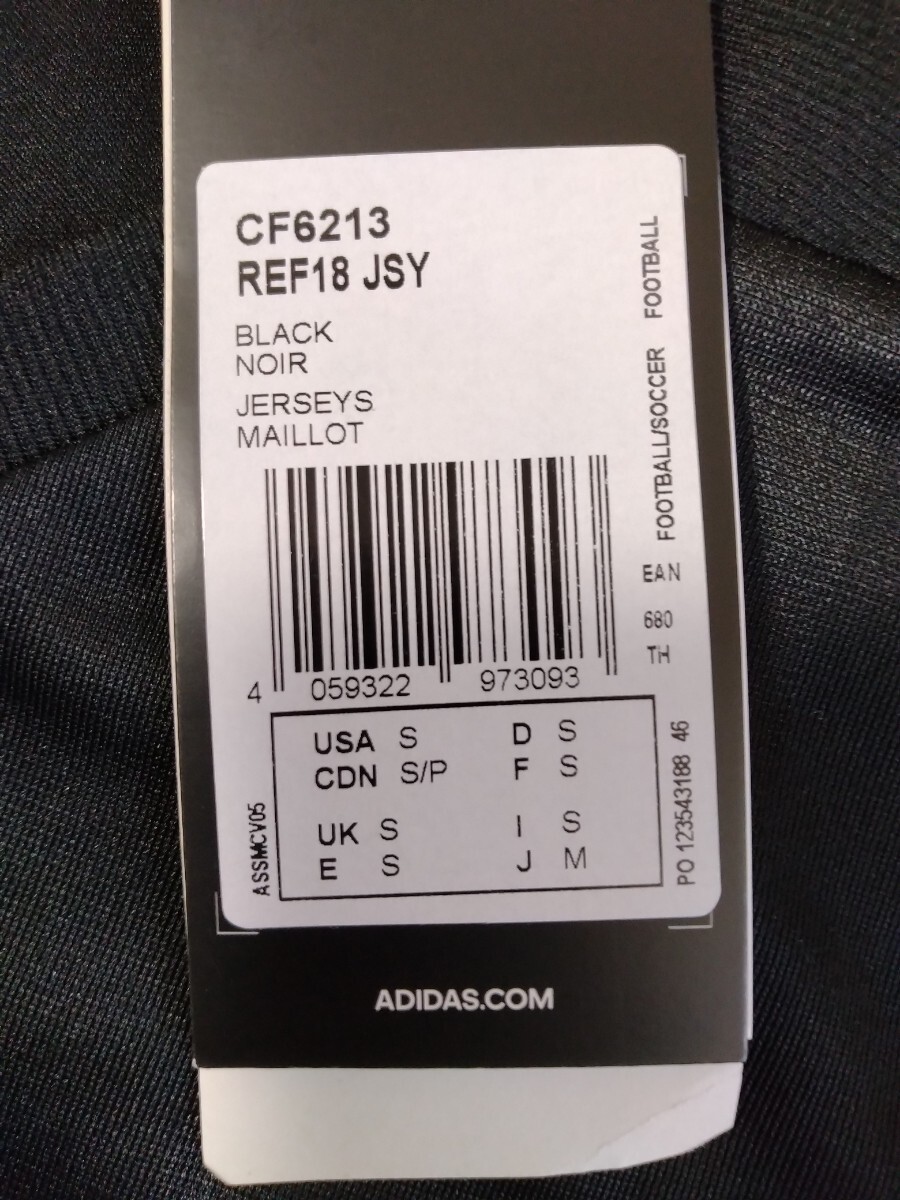 CF6213
REF18 JSY
BLACK
NOIR
JERSEYS
MAILLOT
FOOTBALL/SOCCER FOOTBALL
EAN
680
TH
4 059322 973093
USA S D S
CDN S/P F S
UK S I S
E S J M
ASSMCV05
PO 123543188 46
ADIDAS.COM